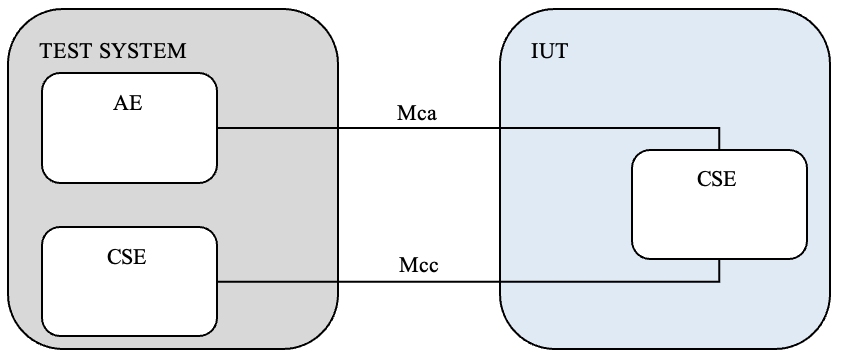 TEST SYSTEM
IUT
AE
Mca
CSE
CSE
Mcc